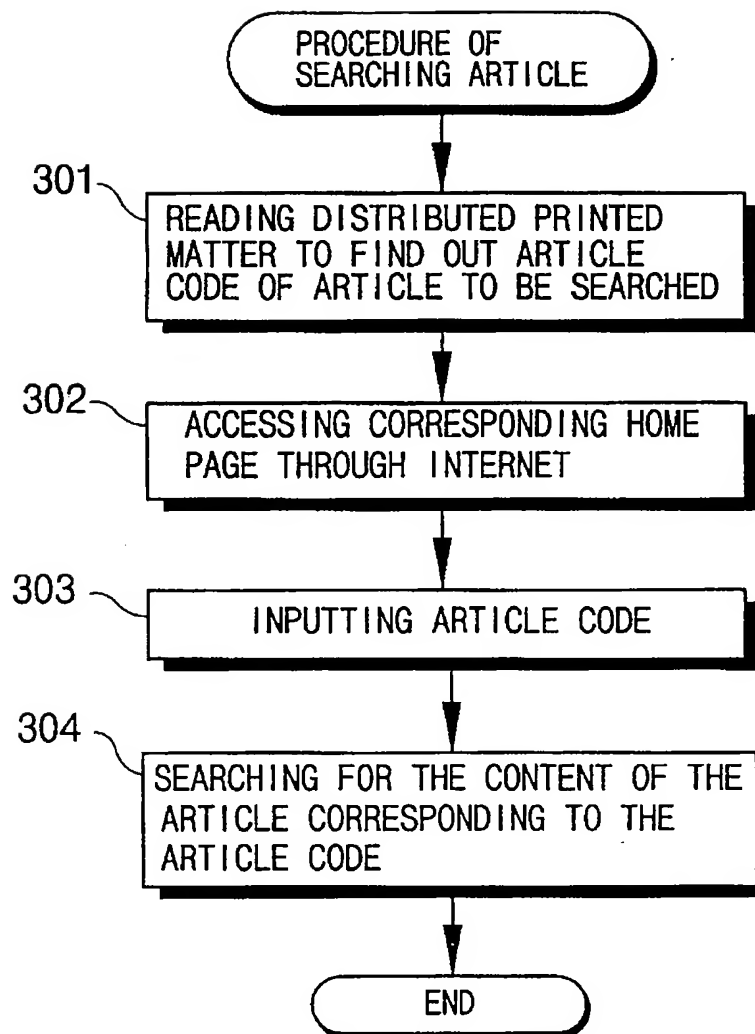 PROCEDURE OF
SEARCHING ARTICLE
301
READING DISTRIBUTED PRINTED
MATTER TO FIND OUT ARTICLE
CODE OF ARTICLE TO BE SEARCHED
302
ACCESSING CORRESPONDING HOME
PAGE THROUGH INTERNET
303
INPUTTING ARTICLE CODE
304
SEARCHING FOR THE CONTENT OF THE
ARTICLE CORRESPONDING TO THE
ARTICLE CODE
END